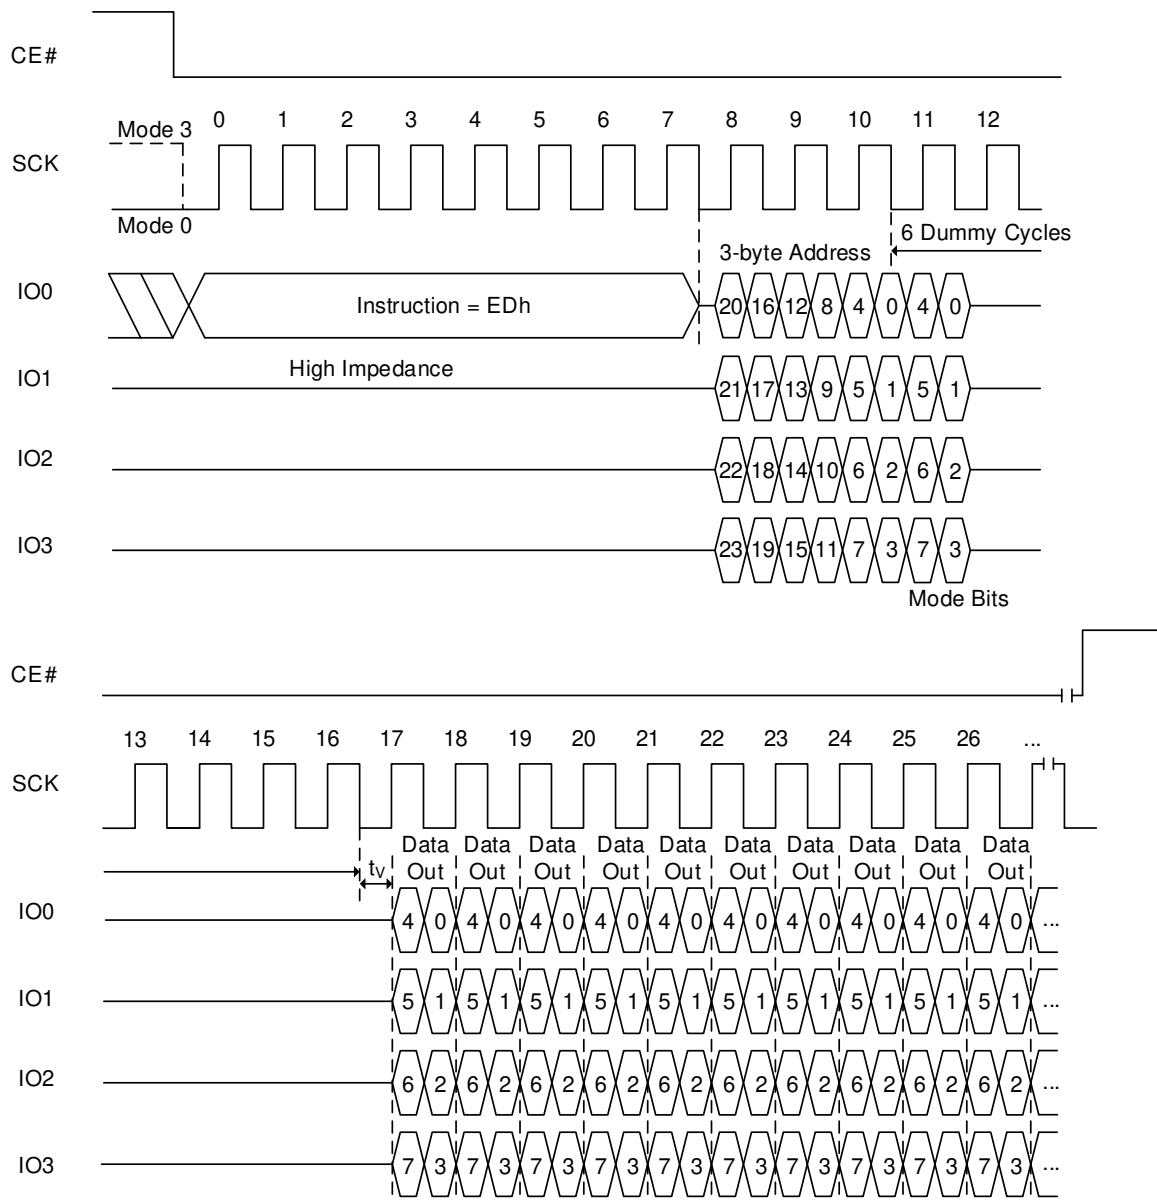 CE#
Mode 3 0 1 2 3 4 5 6 7 8 9 10 11 12
SCK
Mode 0
6 Dummy Cycles
3-byte Address
IO0 Instruction = EDh 20 16 12 8 4 0 4 0
IO1 High Impedance 21 17 13 9 5 1 5 1
IO2 22 18 14 10 6 2 6 2
IO3 23 19 15 11 7 3 7 3
Mode Bits
CE#
13 14 15 16 17 18 19 20 21 22 23 24 25 26 ...
SCK
Data Data Data Data Data Data Data Data Data Data
tV Out Out Out Out Out Out Out Out Out Out
IO0 4 0 4 0 4 0 4 0 4 0 4 0 4 0 4 0 4 0 4 0 ...
IO1 5 1 5 1 5 1 5 1 5 1 5 1 5 1 5 1 5 1 5 1 ...
IO2 6 2 6 2 6 2 6 2 6 2 6 2 6 2 6 2 6 2 6 2 ...
IO3 7 3 7 3 7 3 7 3 7 3 7 3 7 3 7 3 7 3 7 3 ...